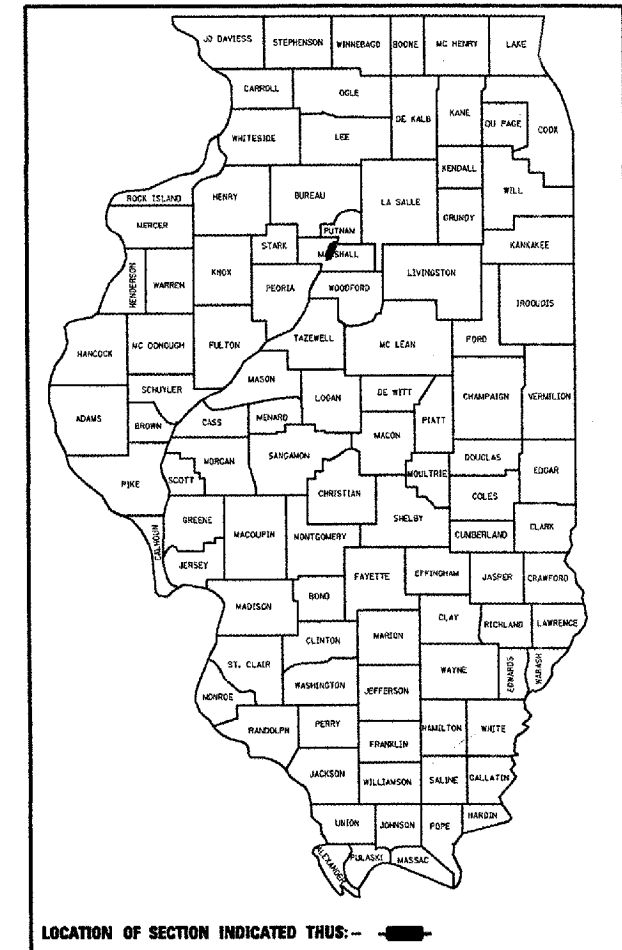 JO DAVIESS STEPHENSON WINNEBAGO BOONE MC HENRY LAKE
CARROLL OGLE DE KALB KANE DU PAGE COOK
WHITESIDE LEE KENDALL WILL
ROCK ISLAND HENRY BUREAU LA SALLE GRUNDY
MERCER PUTNAM KANKAKEE
HENDERSON WARREN KNOX STARK MARSHALL LIVINGSTON
PEORIA WOODFORD IROQUOIS
HANCOCK MC DONOUGH FULTON TAZEWELL MC LEAN FORD
SCHUYLER MASON LOGAN DE WITT CHAMPAIGN VERMILION
ADAMS BROWN CASS MENARD MACON PIATT
PIKE SCOTT MORGAN SANGAMON CHRISTIAN MOULTRIE DOUGLAS EDGAR
COLES
CALHOUN GREENE MACOUPIN MONTGOMERY SHELBY CUMBERLAND CLARK
JERSEY FAYETTE EFFINGHAM JASPER CRAWFORD
MADISON BOND
CLINTON MARION CLAY RICHLAND LAWRENCE
ST. CLAIR WASHINGTON JEFFERSON WAYNE EDWARDS WABASH
MONROE
RANDOLPH PERRY HAMILTON WHITE
FRANKLIN
JACKSON WILLIAMSON SALINE GALLATIN
UNION JOHNSON POPE HARDIN
ALEXANDER PULASKI MASSAC
LOCATION OF SECTION INDICATED THUS:-